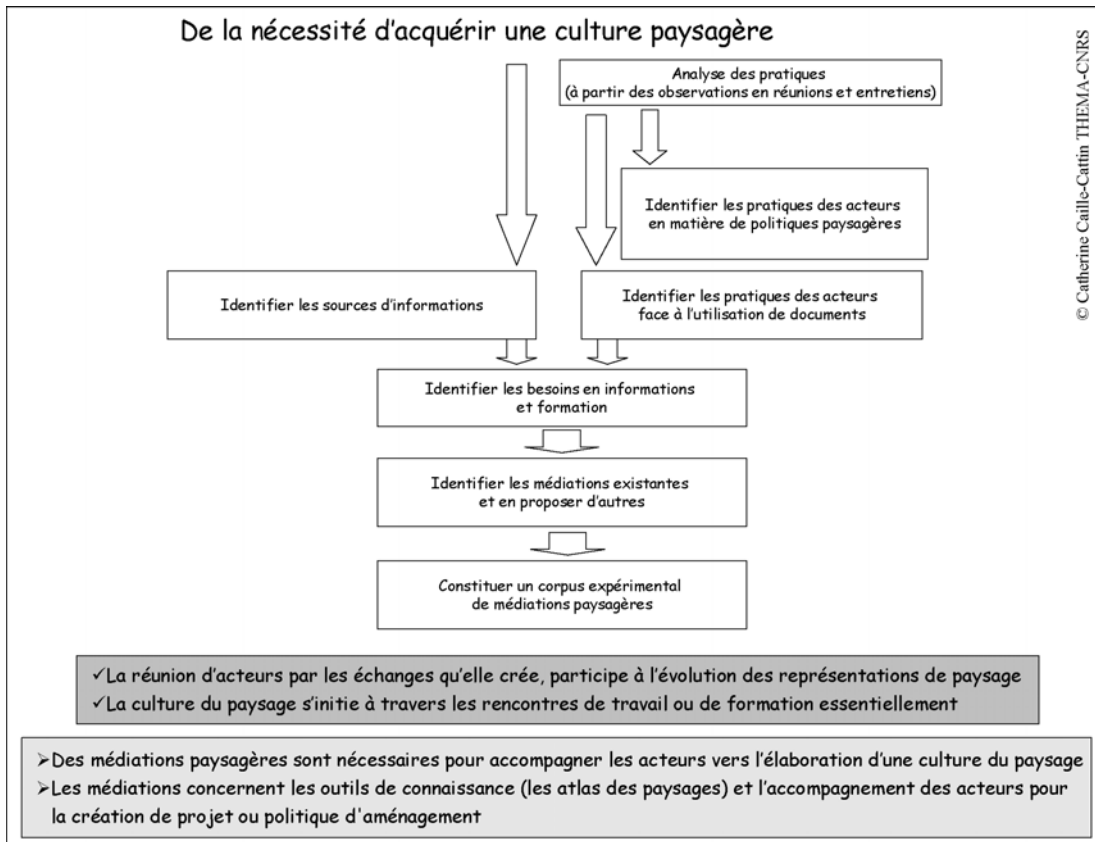 De la nécessité d'acquérir une culture paysagère
Analyse des pratiques
(à partir des observations en réunions et entretiens)
Identifier les pratiques des acteurs
en matière de politiques paysagères
Identifier les sources d'informations
Identifier les pratiques des acteurs
face à l'utilisation de documents
Identifier les besoins en informations
et formation
Identifier les médiations existantes
et en proposer d'autres
Constituer un corpus expérimental
de médiations paysagères
✓La réunion d'acteurs par les échanges qu'elle crée, participe à l'évolution des représentations de paysage
✓La culture du paysage s'initie à travers les rencontres de travail ou de formation essentiellement
➢Des médiations paysagères sont nécessaires pour accompagner les acteurs vers l'élaboration d'une culture du paysage
➢Les médiations concernent les outils de connaissance (les atlas des paysages) et l'accompagnement des acteurs pour
la création de projet ou politique d'aménagement
© Catherine Caille-Cattin THEMA-CNRS